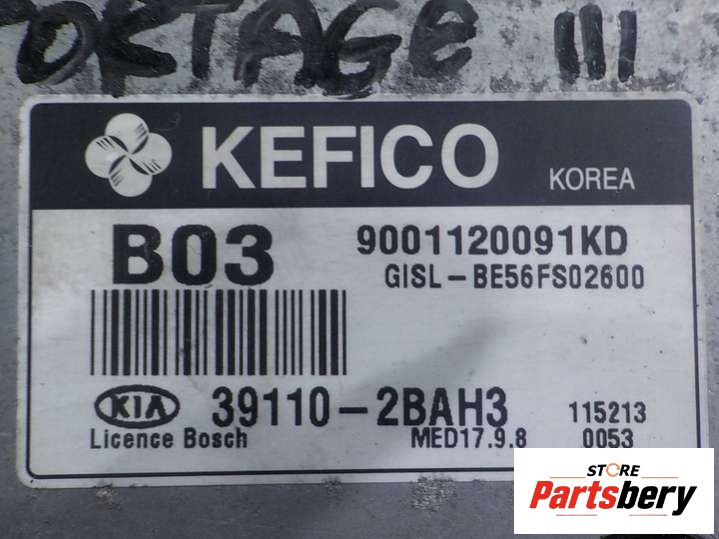 ORTAGE III
KEFICO KOREA
B03 9001120091KD
GISL-BE56FS02600
KIA 39110-2BAH3 115213
Licence Bosch MED17.9.8 0053
STORE
Partsbery